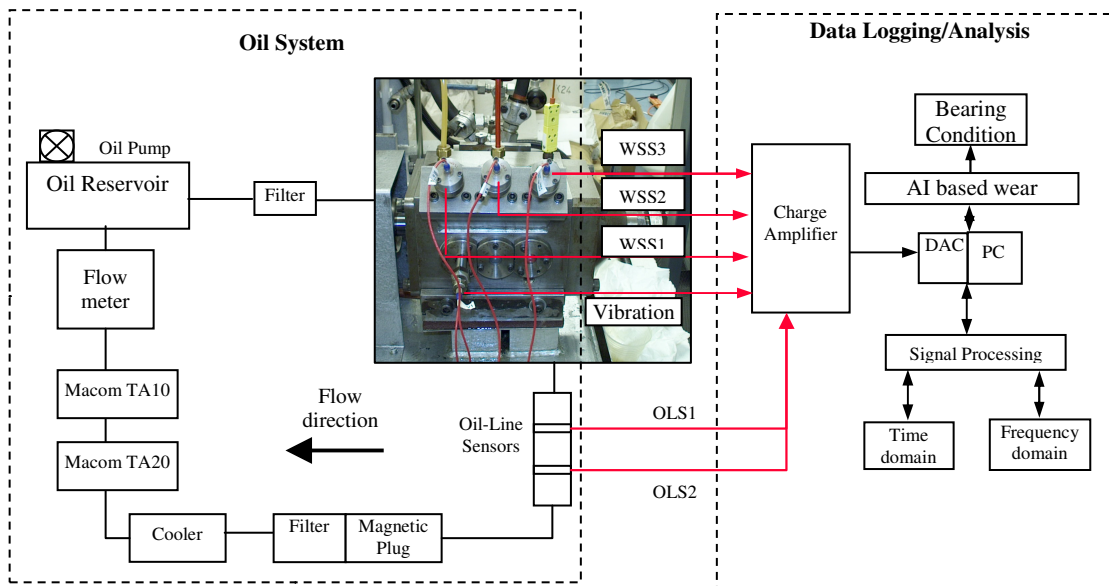 Oil System
Data Logging/Analysis
Oil Pump
Oil Reservoir
Filter
Flow
meter
Macom TA10
Macom TA20
Cooler
Filter
Magnetic
Plug
Flow
direction
Oil-Line
Sensors
WSS3
WSS2
WSS1
Vibration
OLS1
OLS2
Charge
Amplifier
Bearing
Condition
AI based wear
DAC
PC
Signal Processing
Time
domain
Frequency
domain